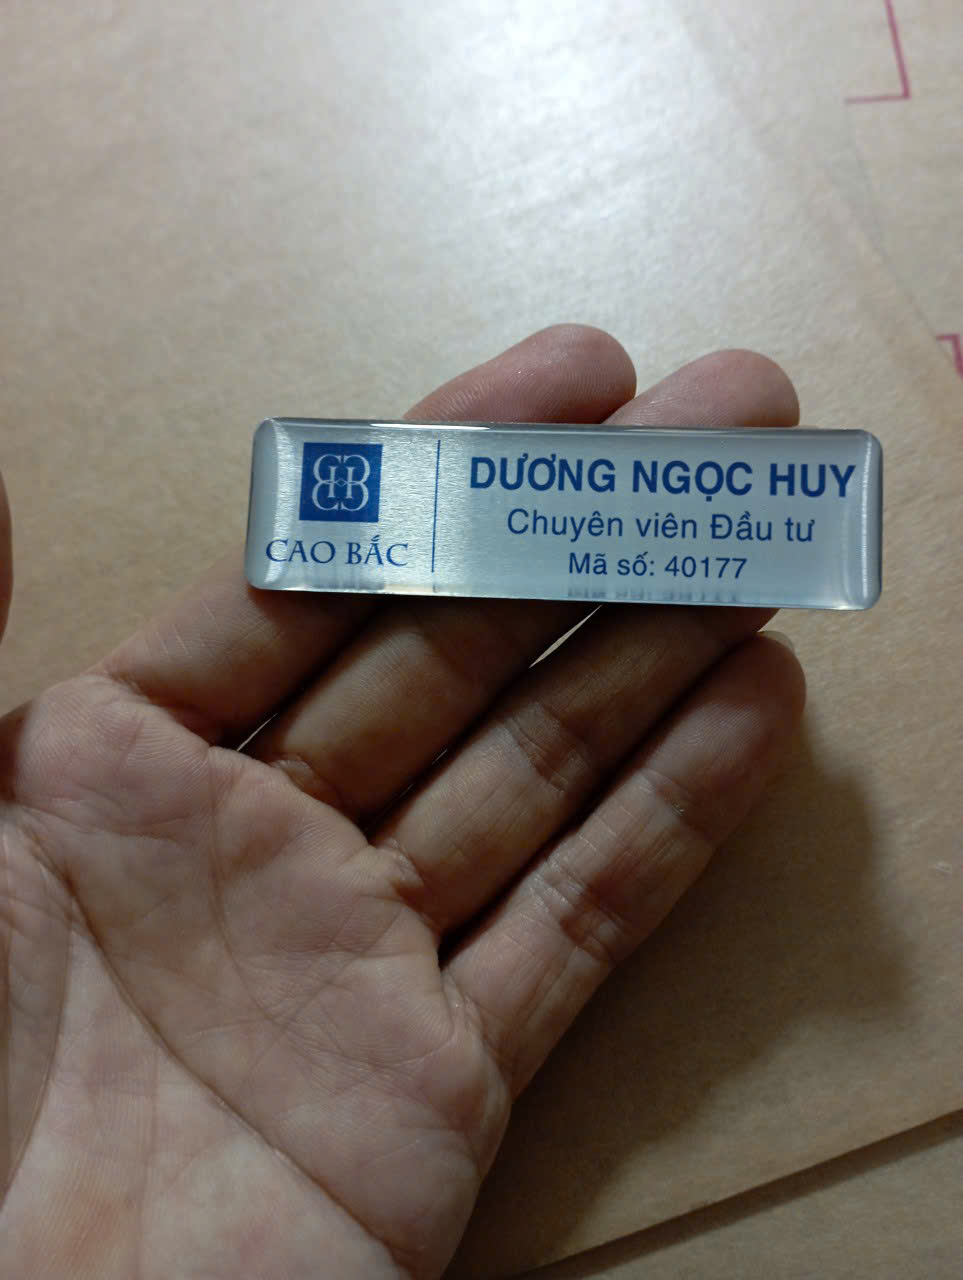 CAO BẮC
DƯƠNG NGỌC HUY
Chuyên viên Đầu tư
Mã số: 40177